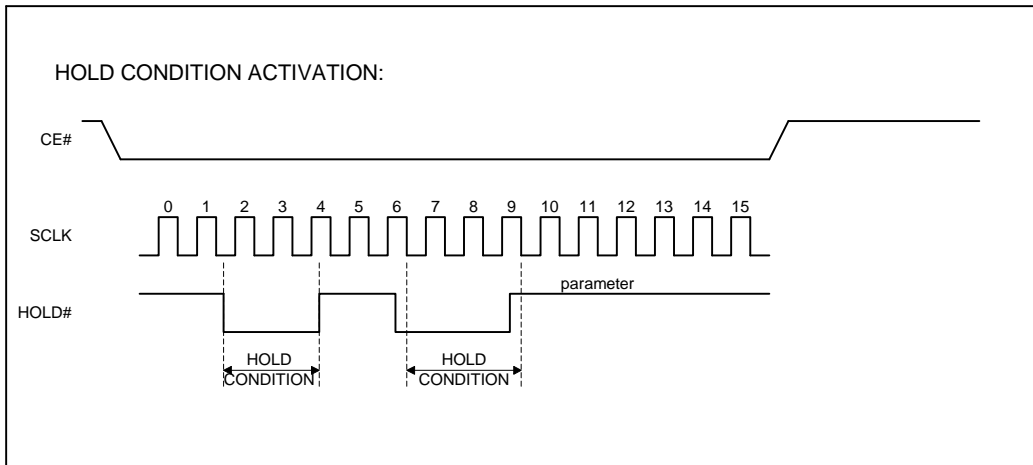 HOLD CONDITION ACTIVATION:
CE#
0 1 2 3 4 5 6 7 8 9 10 11 12 13 14 15
SCLK
parameter
HOLD#
HOLD HOLD
CONDITION CONDITION